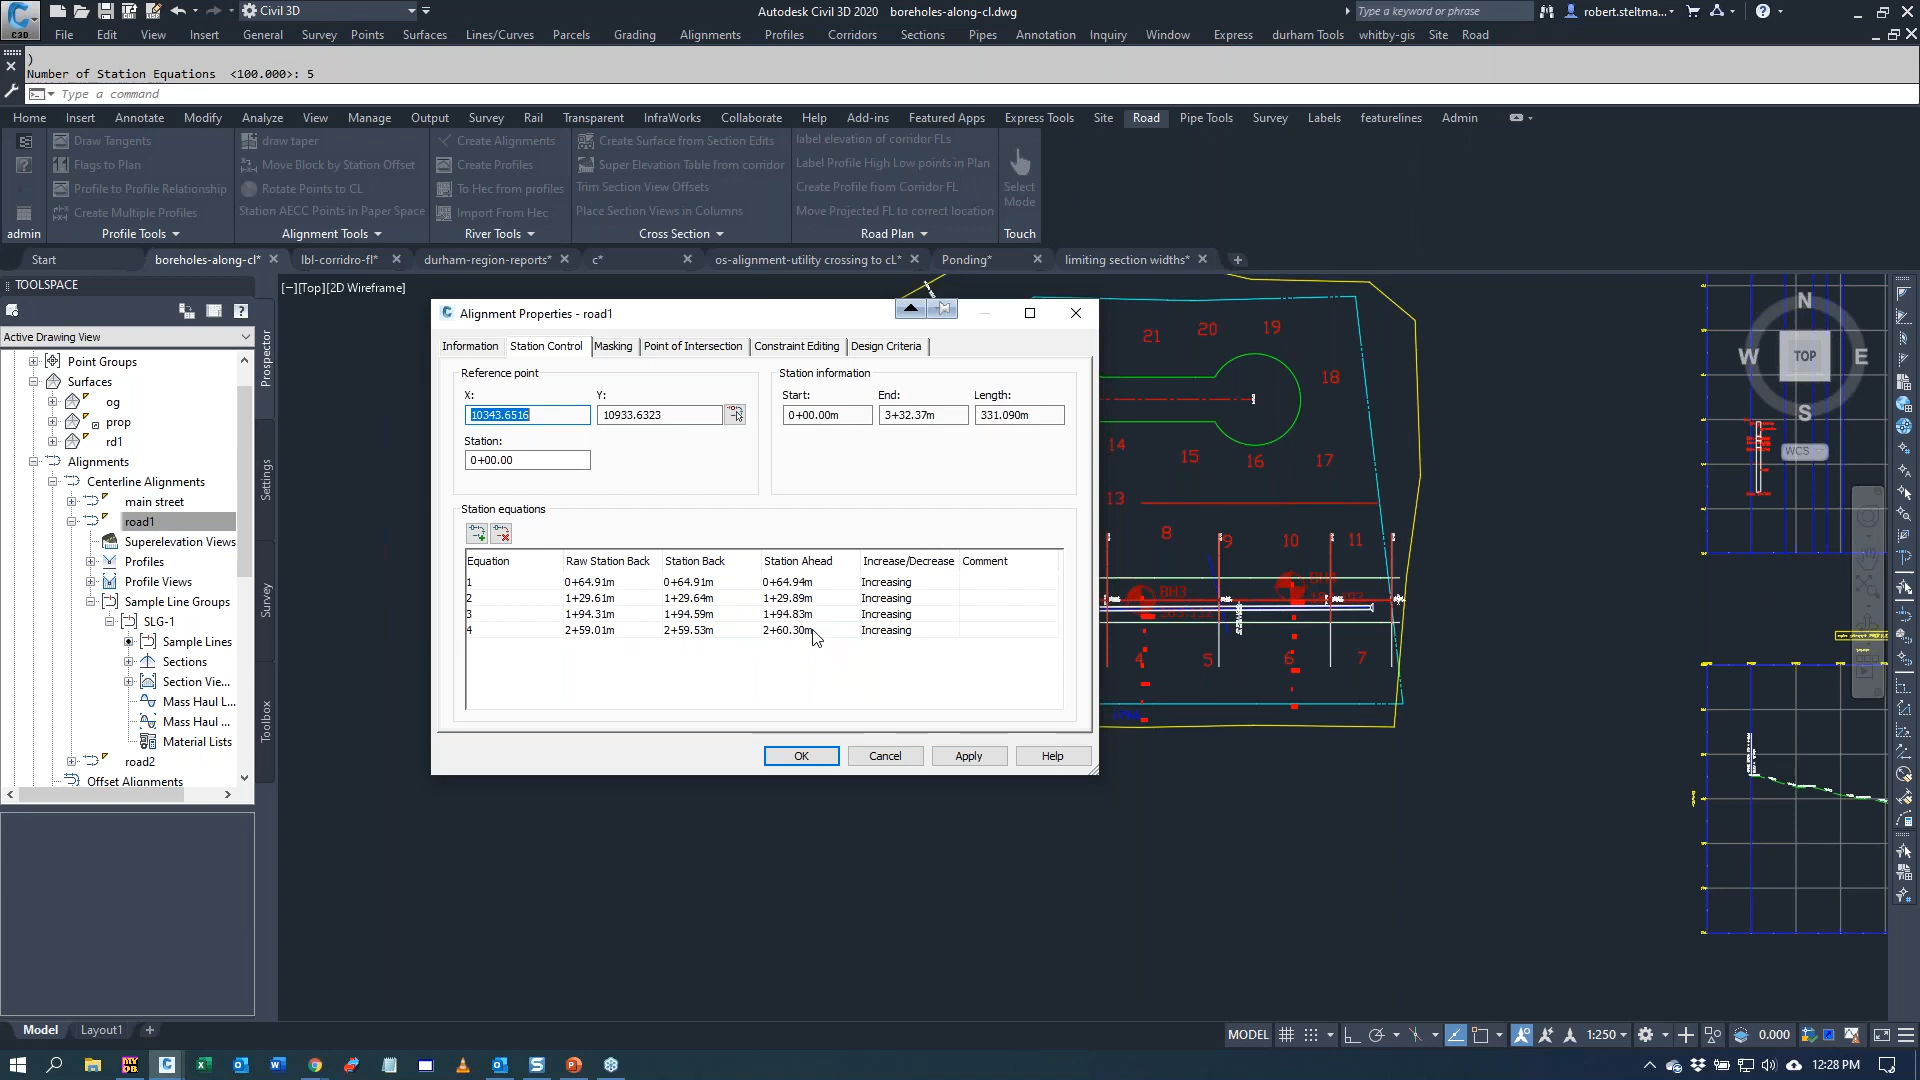 Civil 3D
Autodesk Civil 3D 2020 boreholes-along-cl.dwg
Type a keyword or phrase
robert.steltma...
C3D
File Edit View Insert General Survey Points Surfaces Lines/Curves Parcels Grading Alignments Profiles Corridors Sections Pipes Annotation Inquiry Window Express durham Tools whitby-gis Site Road
)
Number of Station Equations <100.000>: 5
Type a command
Home Insert Annotate Modify Analyze View Manage Output Survey Rail Transparent InfraWorks Collaborate Help Add-ins Featured Apps Express Tools Site Road Pipe Tools Survey Labels featurelines Admin
Draw Tangents
Flags to Plan
Profile to Profile Relationship
Create Multiple Profiles
draw taper
Move Block by Station Offset
Rotate Points to CL
Station AECC Points in Paper Space
Create Alignments
Create Profiles
To Hec from profiles
Import From Hec
Create Surface from Section Edits
Super Elevation Table from corridor
Trim Section View Offsets
Place Section Views in Columns
label elevation of corridor FLs
Label Profile High Low points in Plan
Create Profile from Corridor FL
Move Projected FL to correct location
Select
Mode
admin Profile Tools Alignment Tools River Tools Cross Section Road Plan Touch
Start boreholes-along-cl* lbl-corridro-fl* durham-region-reports* c* os-alignment-utility crossing to cL* Ponding* limiting section widths*
TOOLSPACE
Active Drawing View
Point Groups
Surfaces
og
prop
rd1
Alignments
Centerline Alignments
main street
road1
Superelevation Views
Profiles
Profile Views
Sample Line Groups
SLG-1
Sample Lines
Sections
Section Vie...
Mass Haul L...
Mass Haul ...
Material Lists
road2
Offset Alignments
Prospector
Settings
Survey
Toolbox
[−][Top][2D Wireframe]
Alignment Properties - road1
Information Station Control Masking Point of Intersection Constraint Editing Design Criteria
Reference point
X: Y:
10343.6516 10933.6323
Station:
0+00.00
Station information
Start: End: Length:
0+00.00m 3+32.37m 331.090m
Station equations
Equation Raw Station Back Station Back Station Ahead Increase/Decrease Comment
1 0+64.91m 0+64.91m 0+64.94m Increasing
2 1+29.61m 1+29.64m 1+29.89m Increasing
3 1+94.31m 1+94.59m 1+94.83m Increasing
4 2+59.01m 2+59.53m 2+60.30m Increasing
OK Cancel Apply Help
21 20 19
18
14 15 16 17
13
8 9 10 11
BH3
4 5 6 7
N
W TOP E
S
WCS
Model Layout1
MODEL 1:250 0.000
12:28 PM